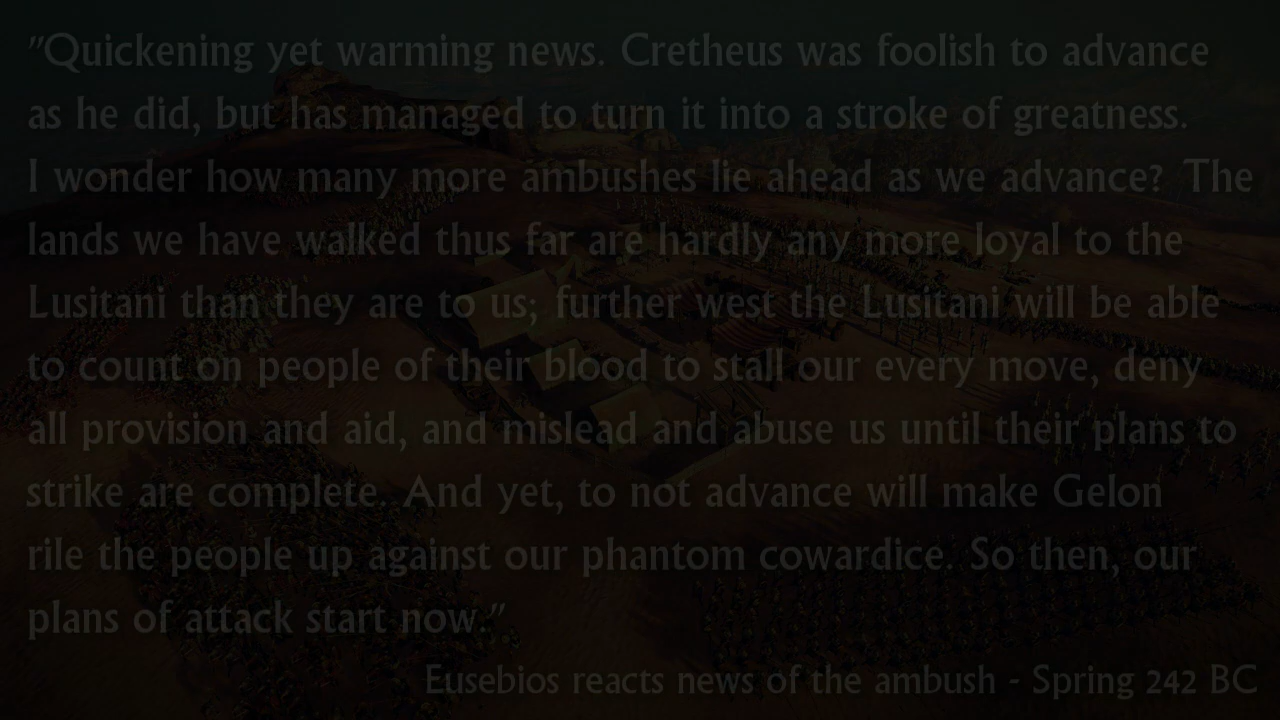 "Quickening yet warming news. Cretheus was foolish to advance
as he did, but has managed to turn it into a stroke of greatness.
I wonder how many more ambushes lie ahead as we advance? The
lands we have walked thus far are hardly any more loyal to the
Lusitani than they are to us; further west the Lusitani will be able
to count on people of their blood to stall our every move, deny
all provision and aid, and mislead and abuse us until their plans to
strike are complete. And yet, to not advance will make Gelon
rile the people up against our phantom cowardice. So then, our
plans of attack start now."
Eusebios reacts news of the ambush - Spring 242 BC